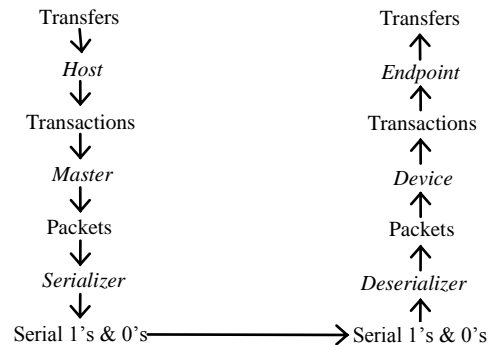 Transfers
Host
Transactions
Master
Packets
Serializer
Serial 1's & 0's
Transfers
Endpoint
Transactions
Device
Packets
Deserializer
Serial 1's & 0's